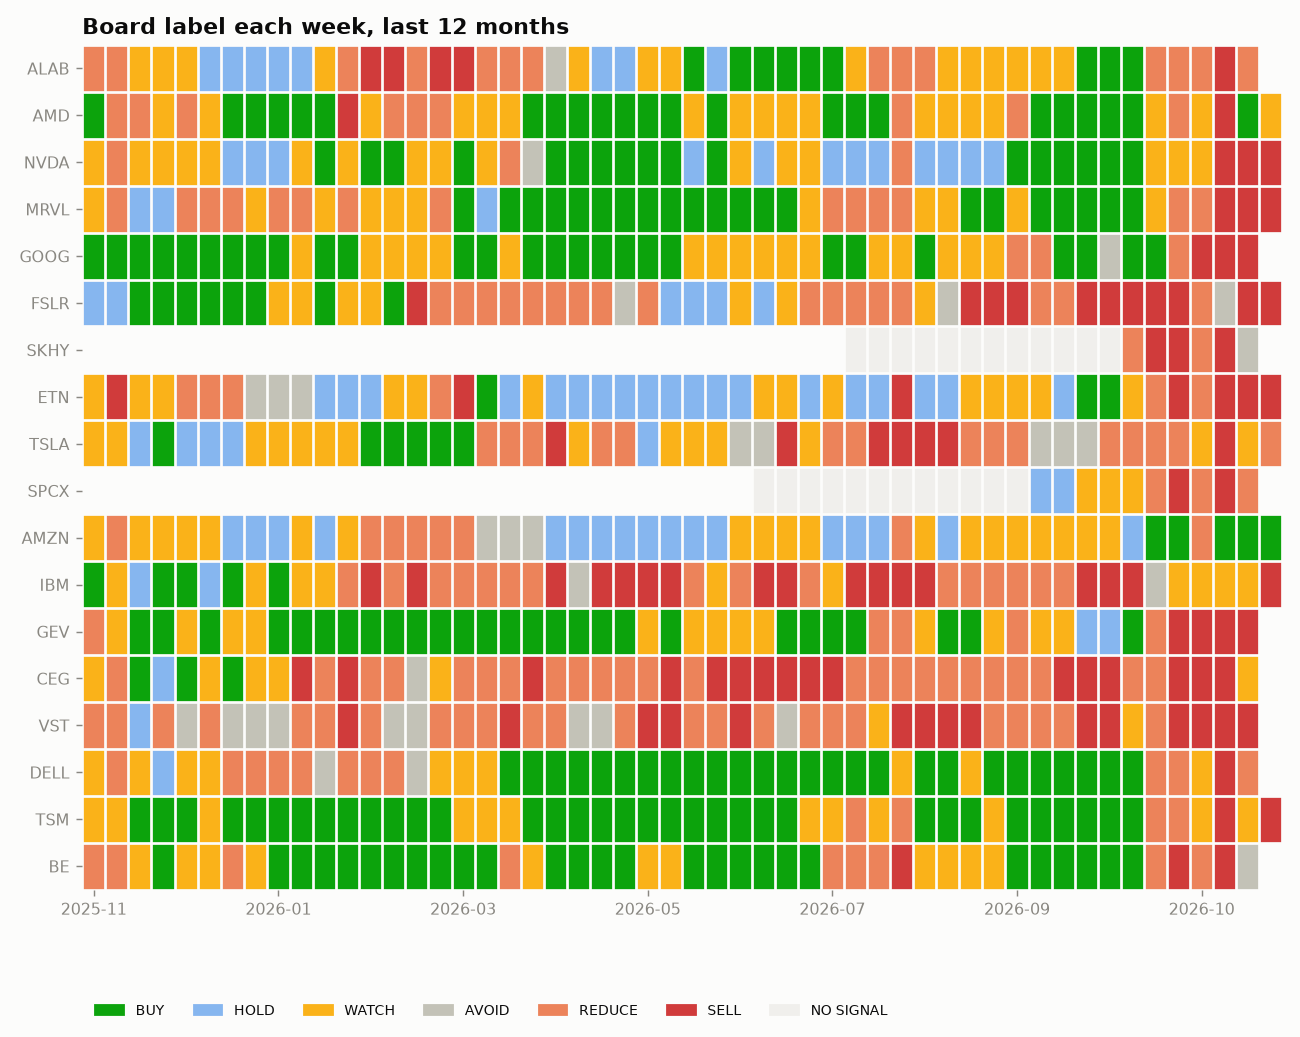 Board label each week, last 12 months
ALAB
AMD
NVDA
MRVL
GOOG
FSLR
SKHY
ETN
TSLA
SPCX
AMZN
IBM
GEV
CEG
VST
DELL
TSM
BE
2025-11 2026-01 2026-03 2026-05 2026-07 2026-09 2026-10
BUY HOLD WATCH AVOID REDUCE SELL NO SIGNAL